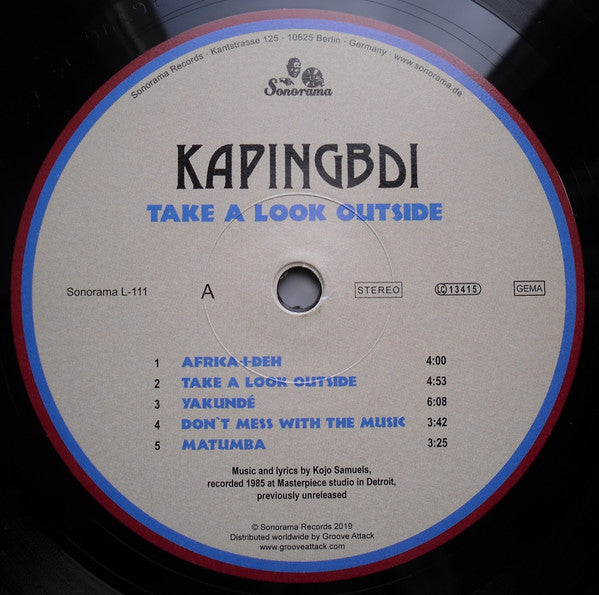 Sonorama Records · Kantstrasse 125 · 10625 Berlin - Germany · www.sonorama.de
Sonorama
KAPINGBDI
TAKE A LOOK OUTSIDE
Sonorama L-111 A STEREO LC 13415 GEMA
1 AFRICA-I-DEH 4:00
2 TAKE A LOOK OUTSIDE 4:53
3 YAKUNDÉ 6:08
4 DON`T MESS WITH THE MUSIC 3:42
5 MATUMBA 3:25
Music and lyrics by Kojo Samuels,
recorded 1985 at Masterpiece studio in Detroit,
previously unreleased
© Sonorama Records 2019
Distributed worldwide by Groove Attack
www.grooveattack.com